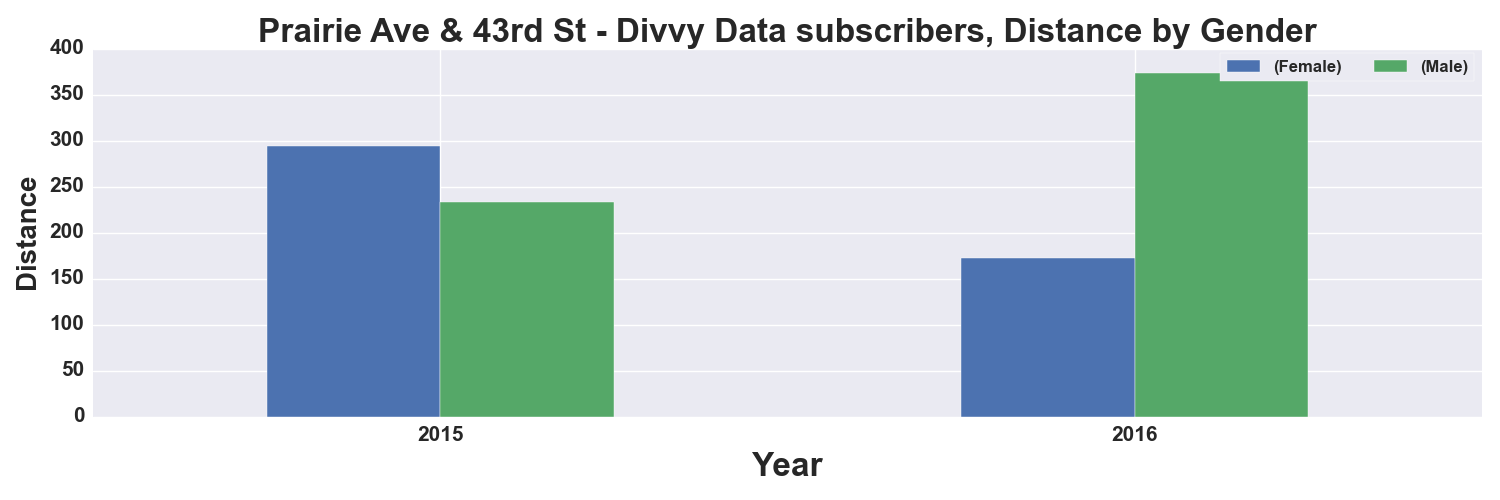 Prairie Ave & 43rd St - Divvy Data subscribers, Distance by Gender
400
350
300
250
200
150
100
50
0
Distance
(Female) (Male)
2015 2016
Year